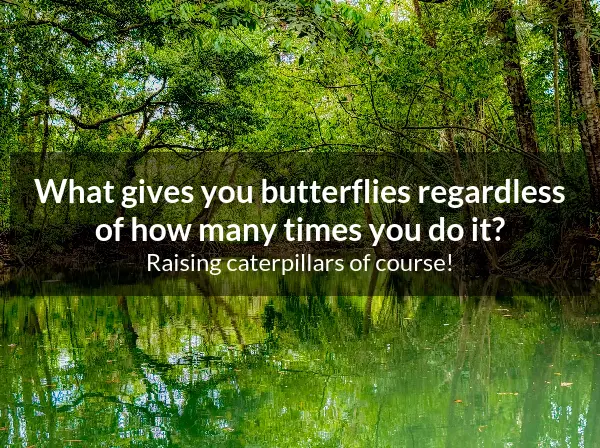 What gives you butterflies regardless
of how many times you do it?
Raising caterpillars of course!